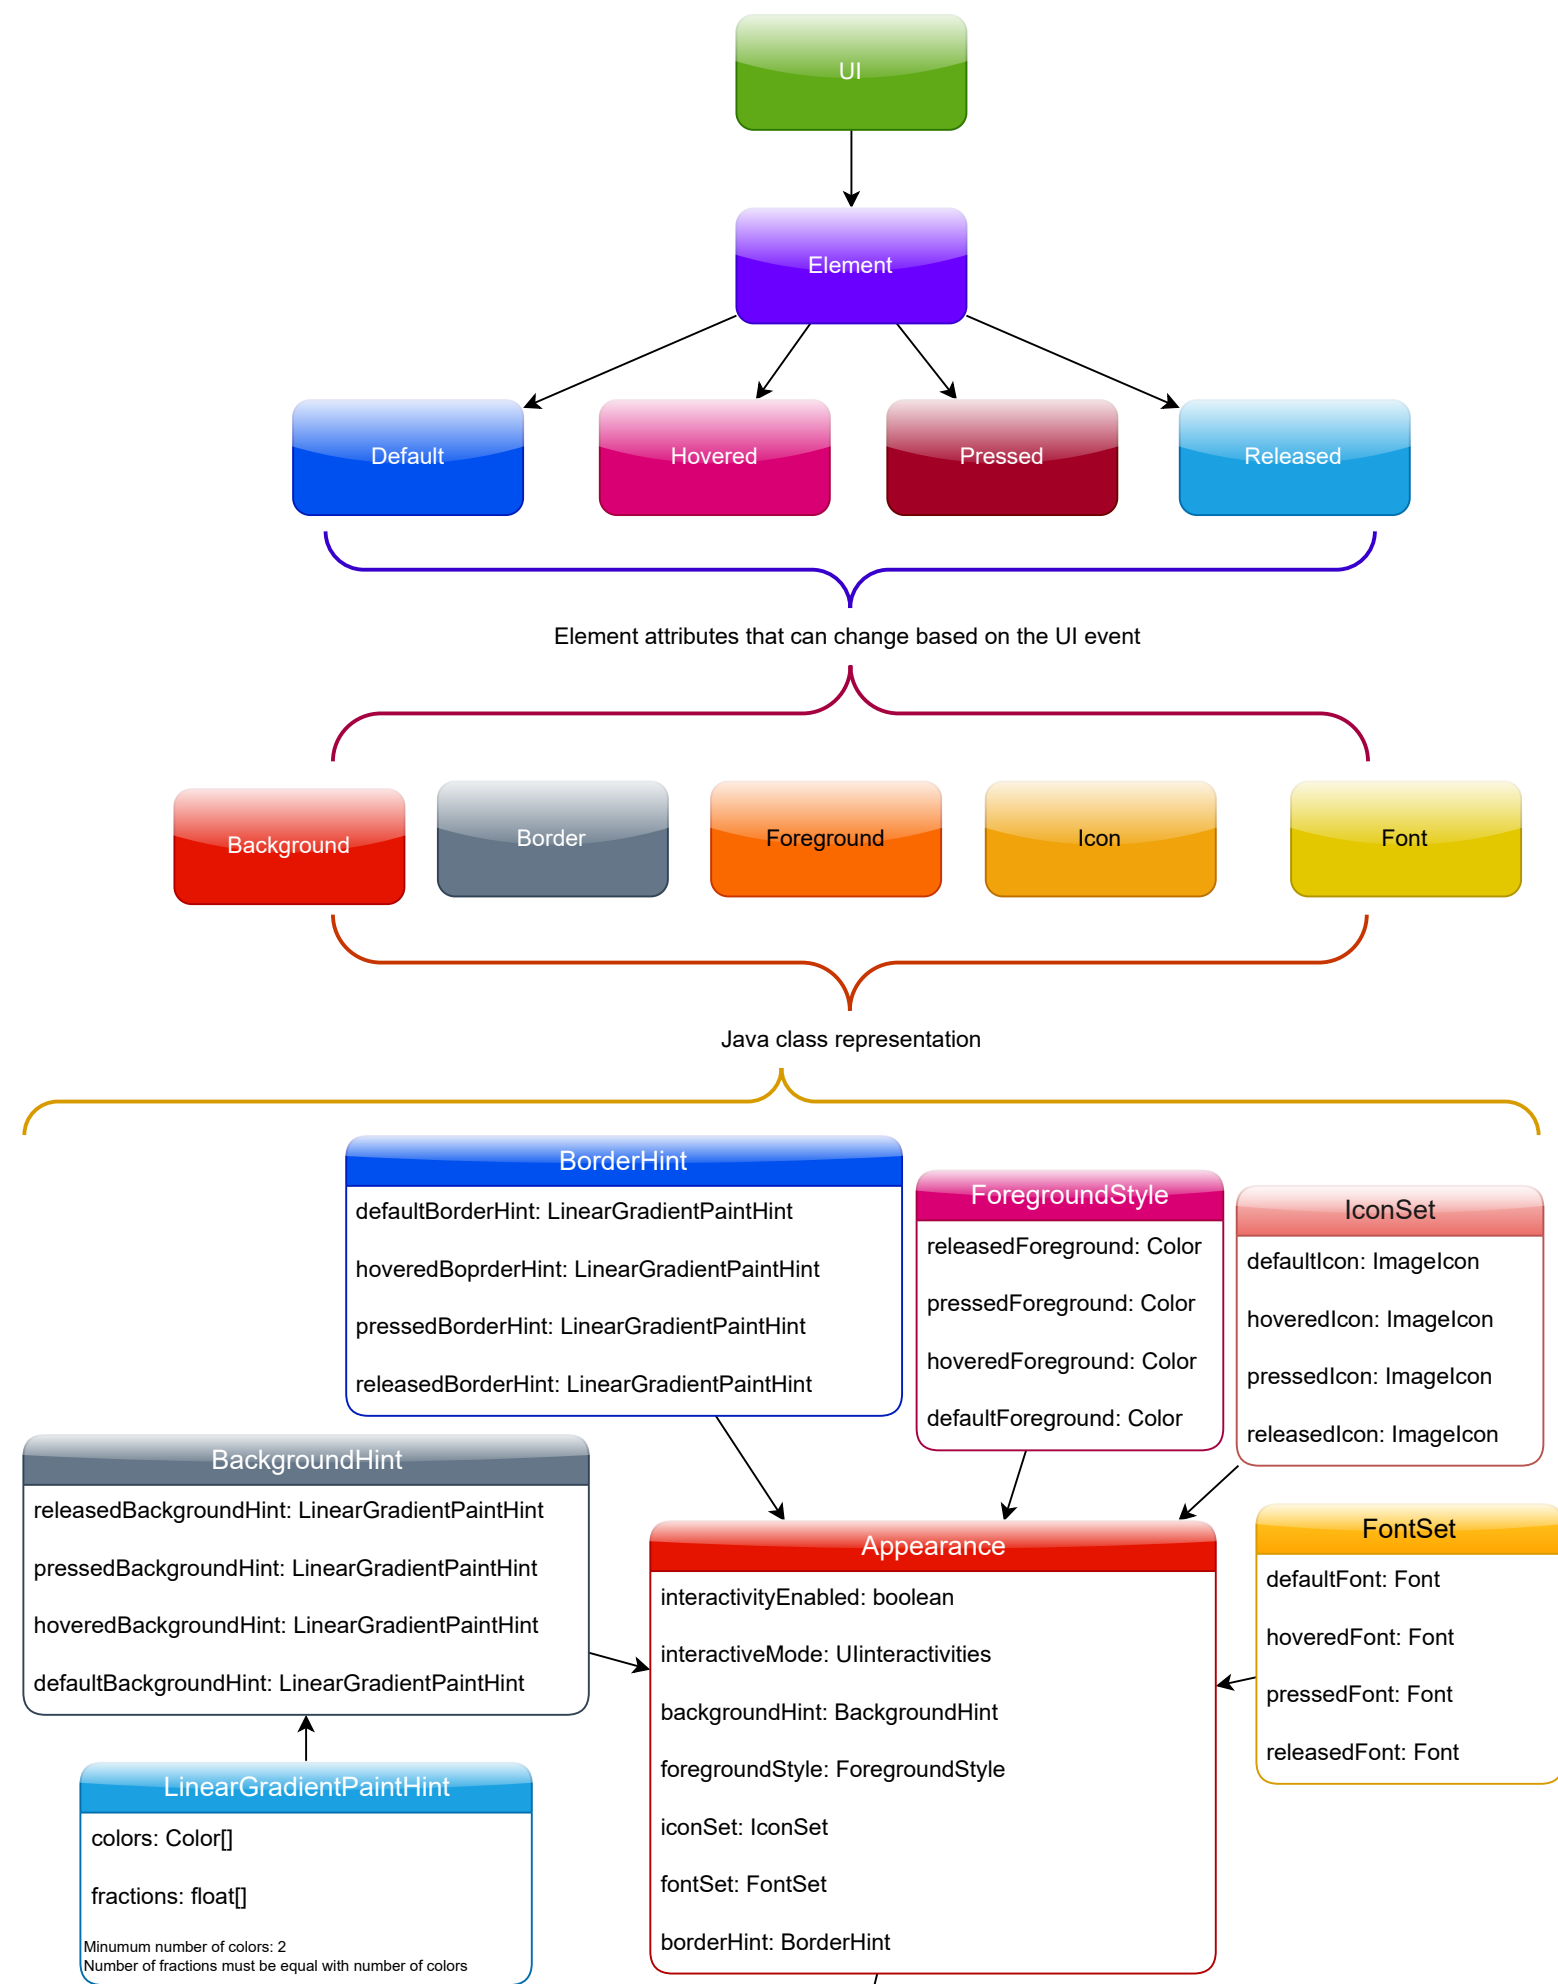 UI
Element
Default
Hovered
Pressed
Released
Element attributes that can change based on the UI event
Background
Border
Foreground
Icon
Font
Java class representation
BorderHint
defaultBorderHint: LinearGradientPaintHint
hoveredBoprderHint: LinearGradientPaintHint
pressedBorderHint: LinearGradientPaintHint
releasedBorderHint: LinearGradientPaintHint
ForegroundStyle
releasedForeground: Color
pressedForeground: Color
hoveredForeground: Color
defaultForeground: Color
IconSet
defaultIcon: ImageIcon
hoveredIcon: ImageIcon
pressedIcon: ImageIcon
releasedIcon: ImageIcon
BackgroundHint
releasedBackgroundHint: LinearGradientPaintHint
pressedBackgroundHint: LinearGradientPaintHint
hoveredBackgroundHint: LinearGradientPaintHint
defaultBackgroundHint: LinearGradientPaintHint
Appearance
interactivityEnabled: boolean
interactiveMode: UIinteractivities
backgroundHint: BackgroundHint
foregroundStyle: ForegroundStyle
iconSet: IconSet
fontSet: FontSet
borderHint: BorderHint
FontSet
defaultFont: Font
hoveredFont: Font
pressedFont: Font
releasedFont: Font
LinearGradientPaintHint
colors: Color[]
fractions: float[]
Minumum number of colors: 2
Number of fractions must be equal with number of colors